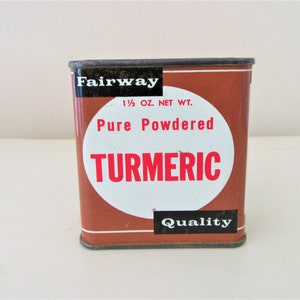 Fairway
1½ OZ. NET WT.
Pure Powdered
TURMERIC
Quality